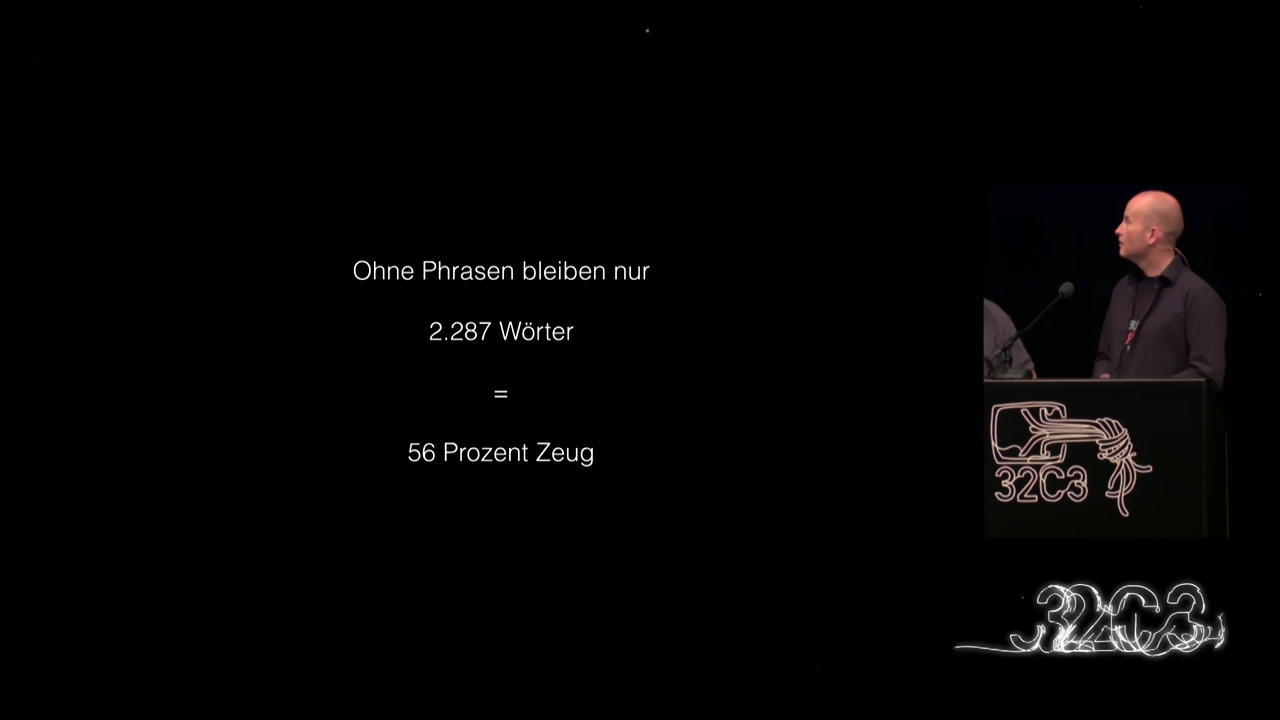 Ohne Phrasen bleiben nur
2.287 Wörter
=
56 Prozent Zeug
32C3
32C3